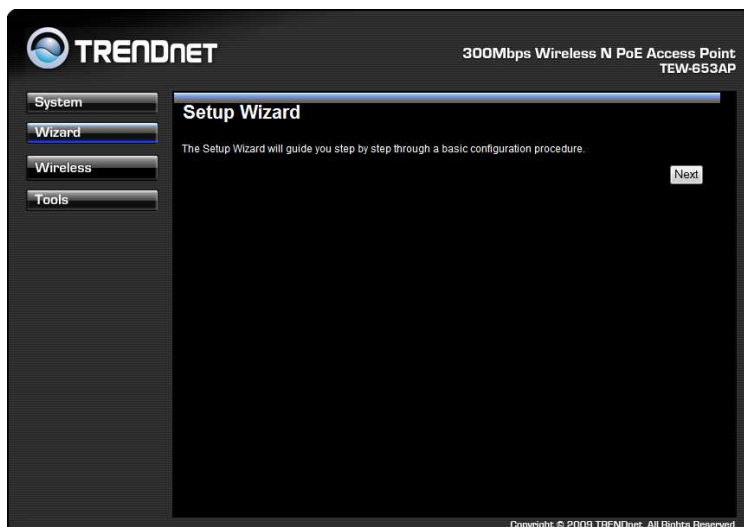 TRENDNET
300Mbps Wireless N PoE Access Point
TEW-653AP
System
Wizard
Wireless
Tools
Setup Wizard
The Setup Wizard will guide you step by step through a basic configuration procedure.
Next
Copyright © 2009 TRENDnet. All Rights Reserved.